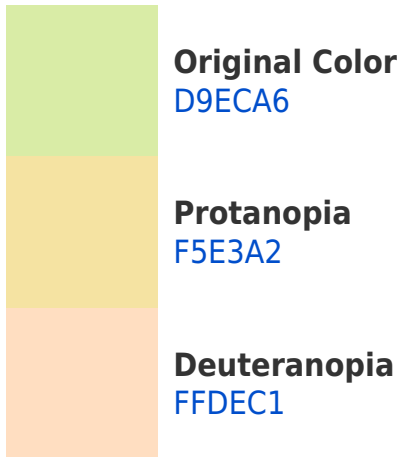 Original Color
D9ECA6
Protanopia
F5E3A2
Deuteranopia
FFDEC1